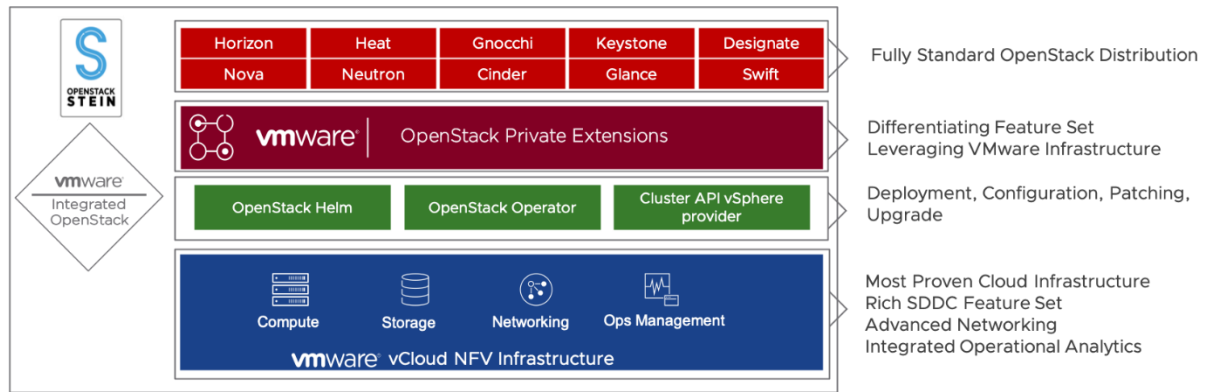 OPENSTACK
STEIN
vmware
Integrated
OpenStack
Horizon Heat Gnocchi Keystone Designate
Nova Neutron Cinder Glance Swift
Fully Standard OpenStack Distribution
vmware® OpenStack Private Extensions
Differentiating Feature Set
Leveraging VMware Infrastructure
OpenStack Helm
OpenStack Operator
Cluster API vSphere
provider
Deployment, Configuration, Patching,
Upgrade
Compute Storage Networking Ops Management
vmware® vCloud NFV Infrastructure
Most Proven Cloud Infrastructure
Rich SDDC Feature Set
Advanced Networking
Integrated Operational Analytics